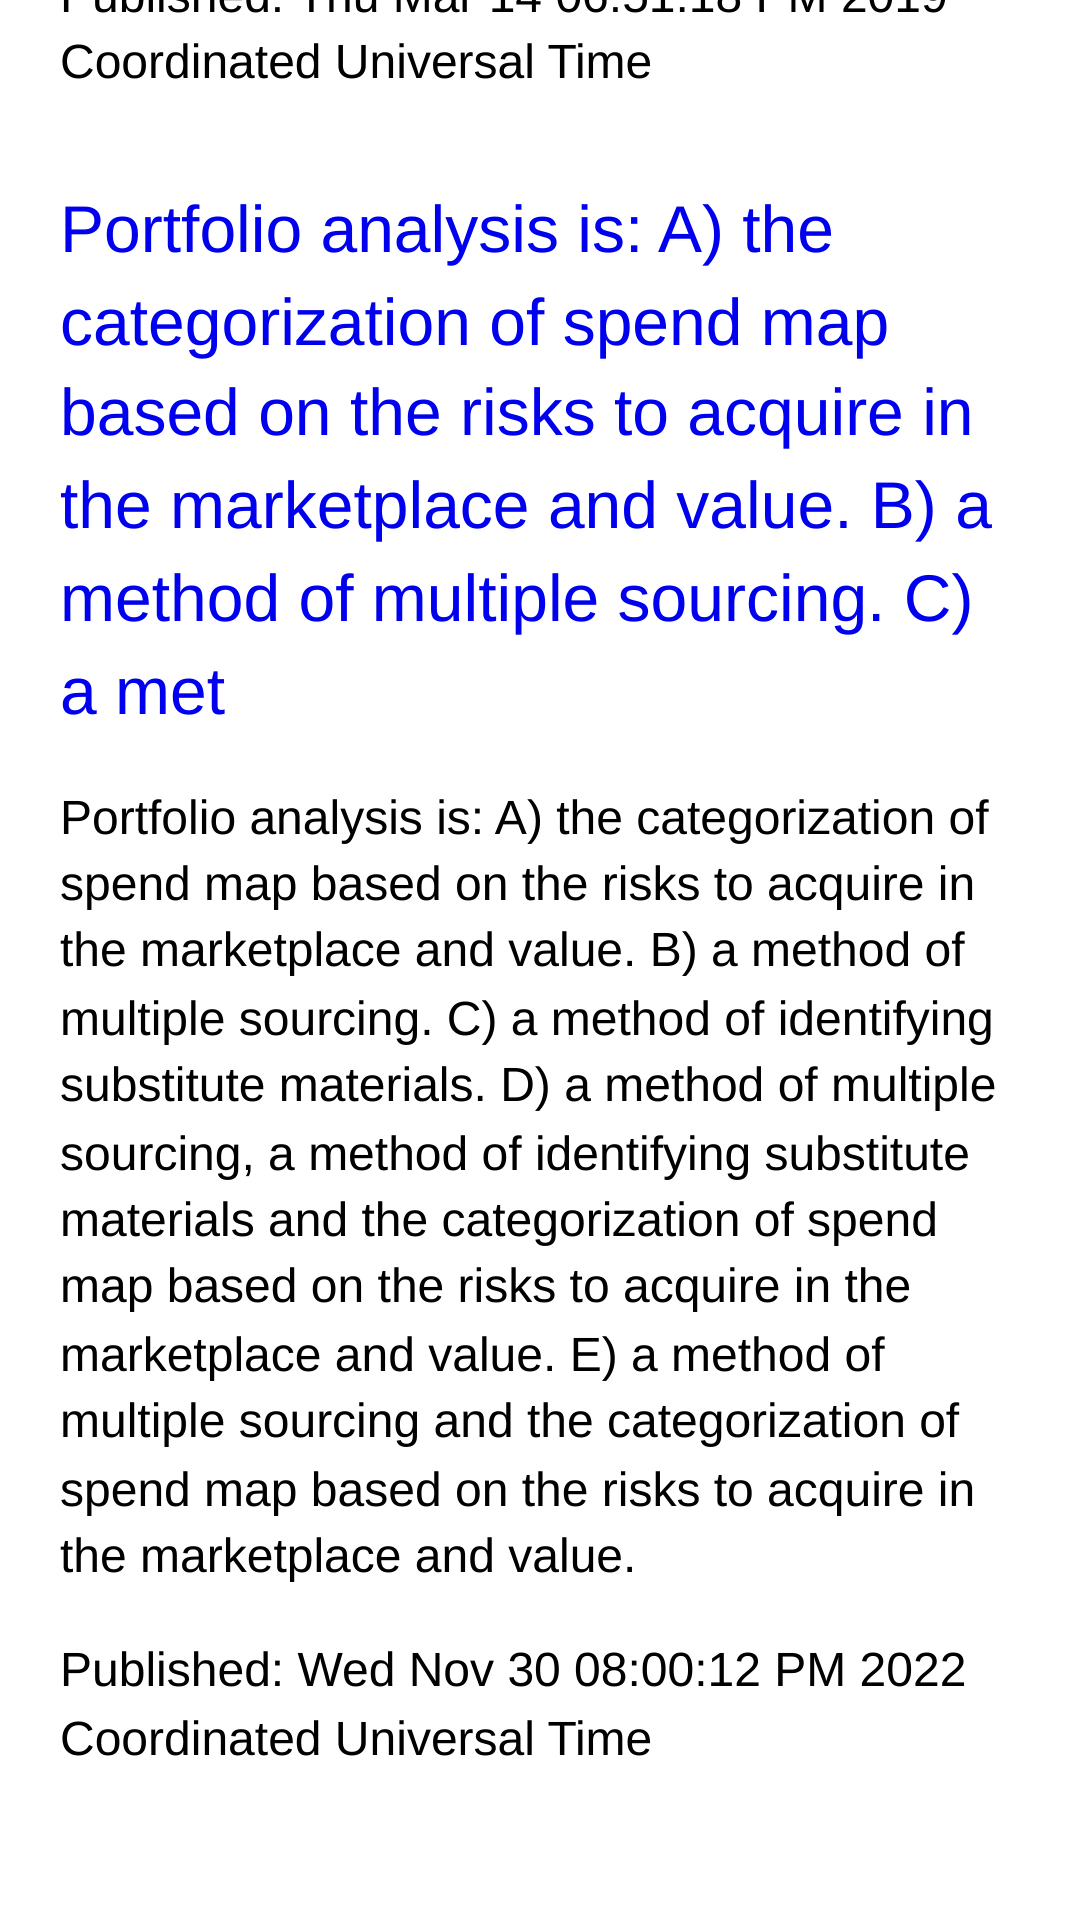 Published: Thu Mar 14 06:51:18 PM 2019
Coordinated Universal Time
Portfolio analysis is: A) the
categorization of spend map
based on the risks to acquire in
the marketplace and value. B) a
method of multiple sourcing. C)
a met
Portfolio analysis is: A) the categorization of
spend map based on the risks to acquire in
the marketplace and value. B) a method of
multiple sourcing. C) a method of identifying
substitute materials. D) a method of multiple
sourcing, a method of identifying substitute
materials and the categorization of spend
map based on the risks to acquire in the
marketplace and value. E) a method of
multiple sourcing and the categorization of
spend map based on the risks to acquire in
the marketplace and value.
Published: Wed Nov 30 08:00:12 PM 2022
Coordinated Universal Time